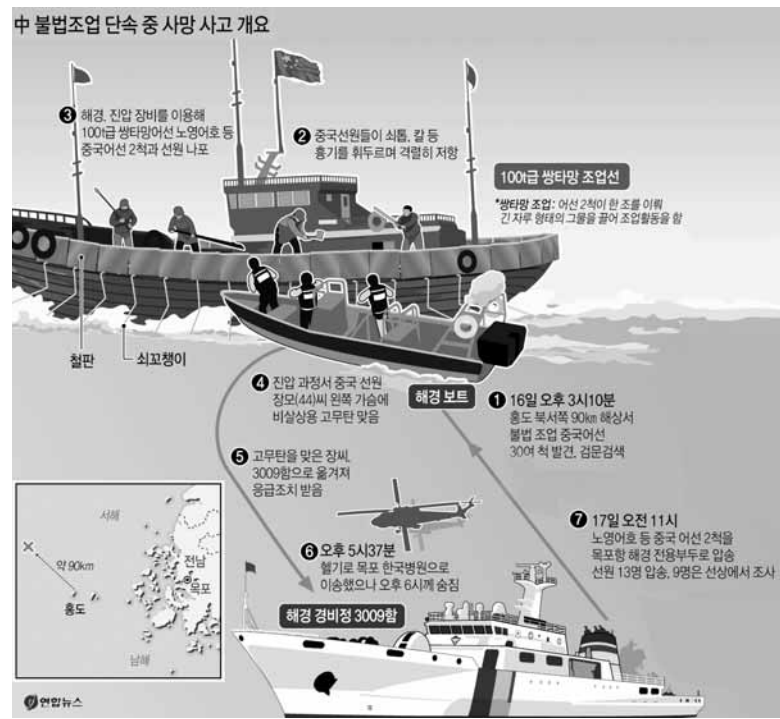 中 불법조업 단속 중 사망 사고 개요
❸ 해경, 진압 장비를 이용해
100t급 쌍타망어선 노영어호 등
중국어선 2척과 선원 나포
❷ 중국선원들이 쇠톱, 칼 등
흉기를 휘두르며 격렬히 저항
100t급 쌍타망 조업선
*쌍타망 조업: 어선 2척이 한 조를 이뤄
긴 자루 형태의 그물을 끌어 조업활동을 함
철판
쇠꼬챙이
❹ 진압 과정서 중국 선원
장모(44)씨 왼쪽 가슴에
비살상용 고무탄 맞음
해경 보트
❶ 16일 오후 3시10분
홍도 북서쪽 90㎞ 해상서
불법 조업 중국어선
30여 척 발견, 검문검색
❺ 고무탄을 맞은 장씨,
3009함으로 옮겨져
응급조치 받음
❻ 오후 5시37분
헬기로 목포 한국병원으로
이송했으나 오후 6시께 숨짐
❼ 17일 오전 11시
노영어호 등 중국 어선 2척을
목포항 해경 전용부두로 압송
선원 13명 압송, 9명은 선상에서 조사
해경 경비정 3009함
서해
약 90km
전남
목포
홍도
남해
연합뉴스